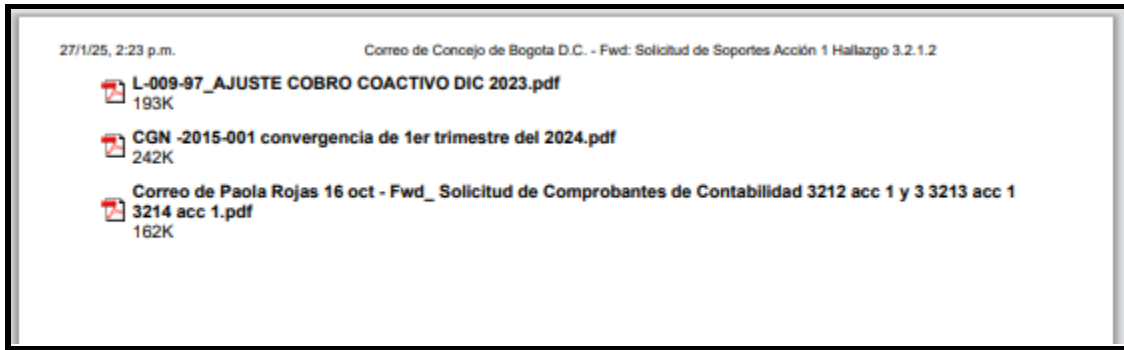 27/1/25, 2:23 p.m. Correo de Concejo de Bogota D.C. - Fwd: Solicitud de Soportes Acción 1 Hallazgo 3.2.1.2
L-009-97_AJUSTE COBRO COACTIVO DIC 2023.pdf
193K
CGN -2015-001 convergencia de 1er trimestre del 2024.pdf
242K
Correo de Paola Rojas 16 oct - Fwd_ Solicitud de Comprobantes de Contabilidad 3212 acc 1 y 3 3213 acc 1
3214 acc 1.pdf
162K